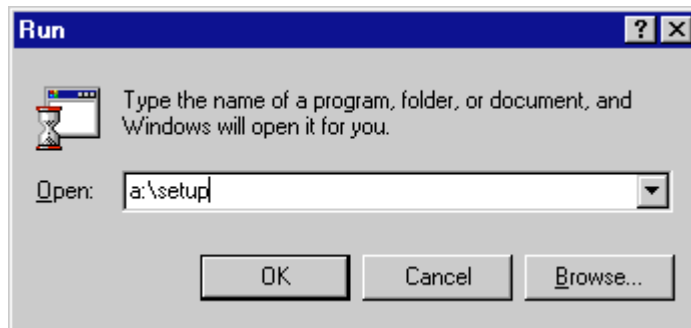 Run
Type the name of a program, folder, or document, and
Windows will open it for you.
Open: a:\setup
OK Cancel Browse...